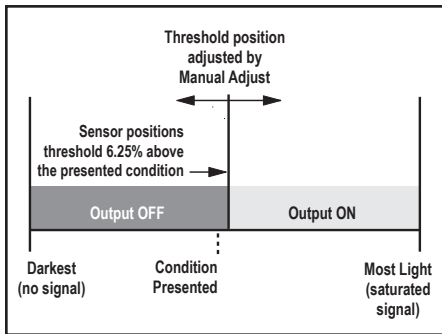 Threshold position
adjusted by
Manual Adjust
Sensor positions
threshold 6.25% above
the presented condition
Output OFF
Output ON
Darkest
(no signal)
Condition
Presented
Most Light
(saturated
signal)